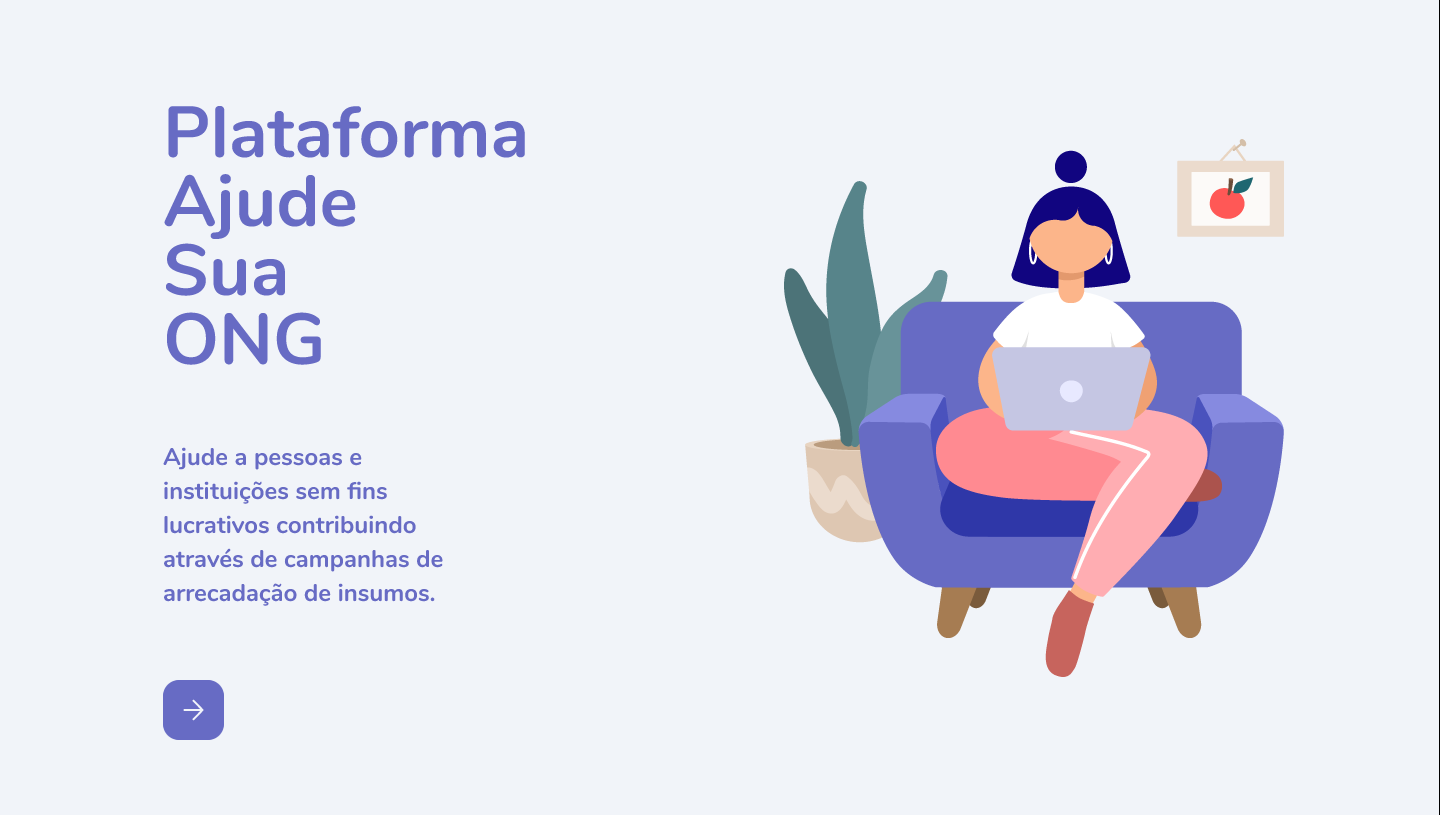 Plataforma
Ajude
Sua
ONG
Ajude a pessoas e
instituições sem fins
lucrativos contribuindo
através de campanhas de
arrecadação de insumos.